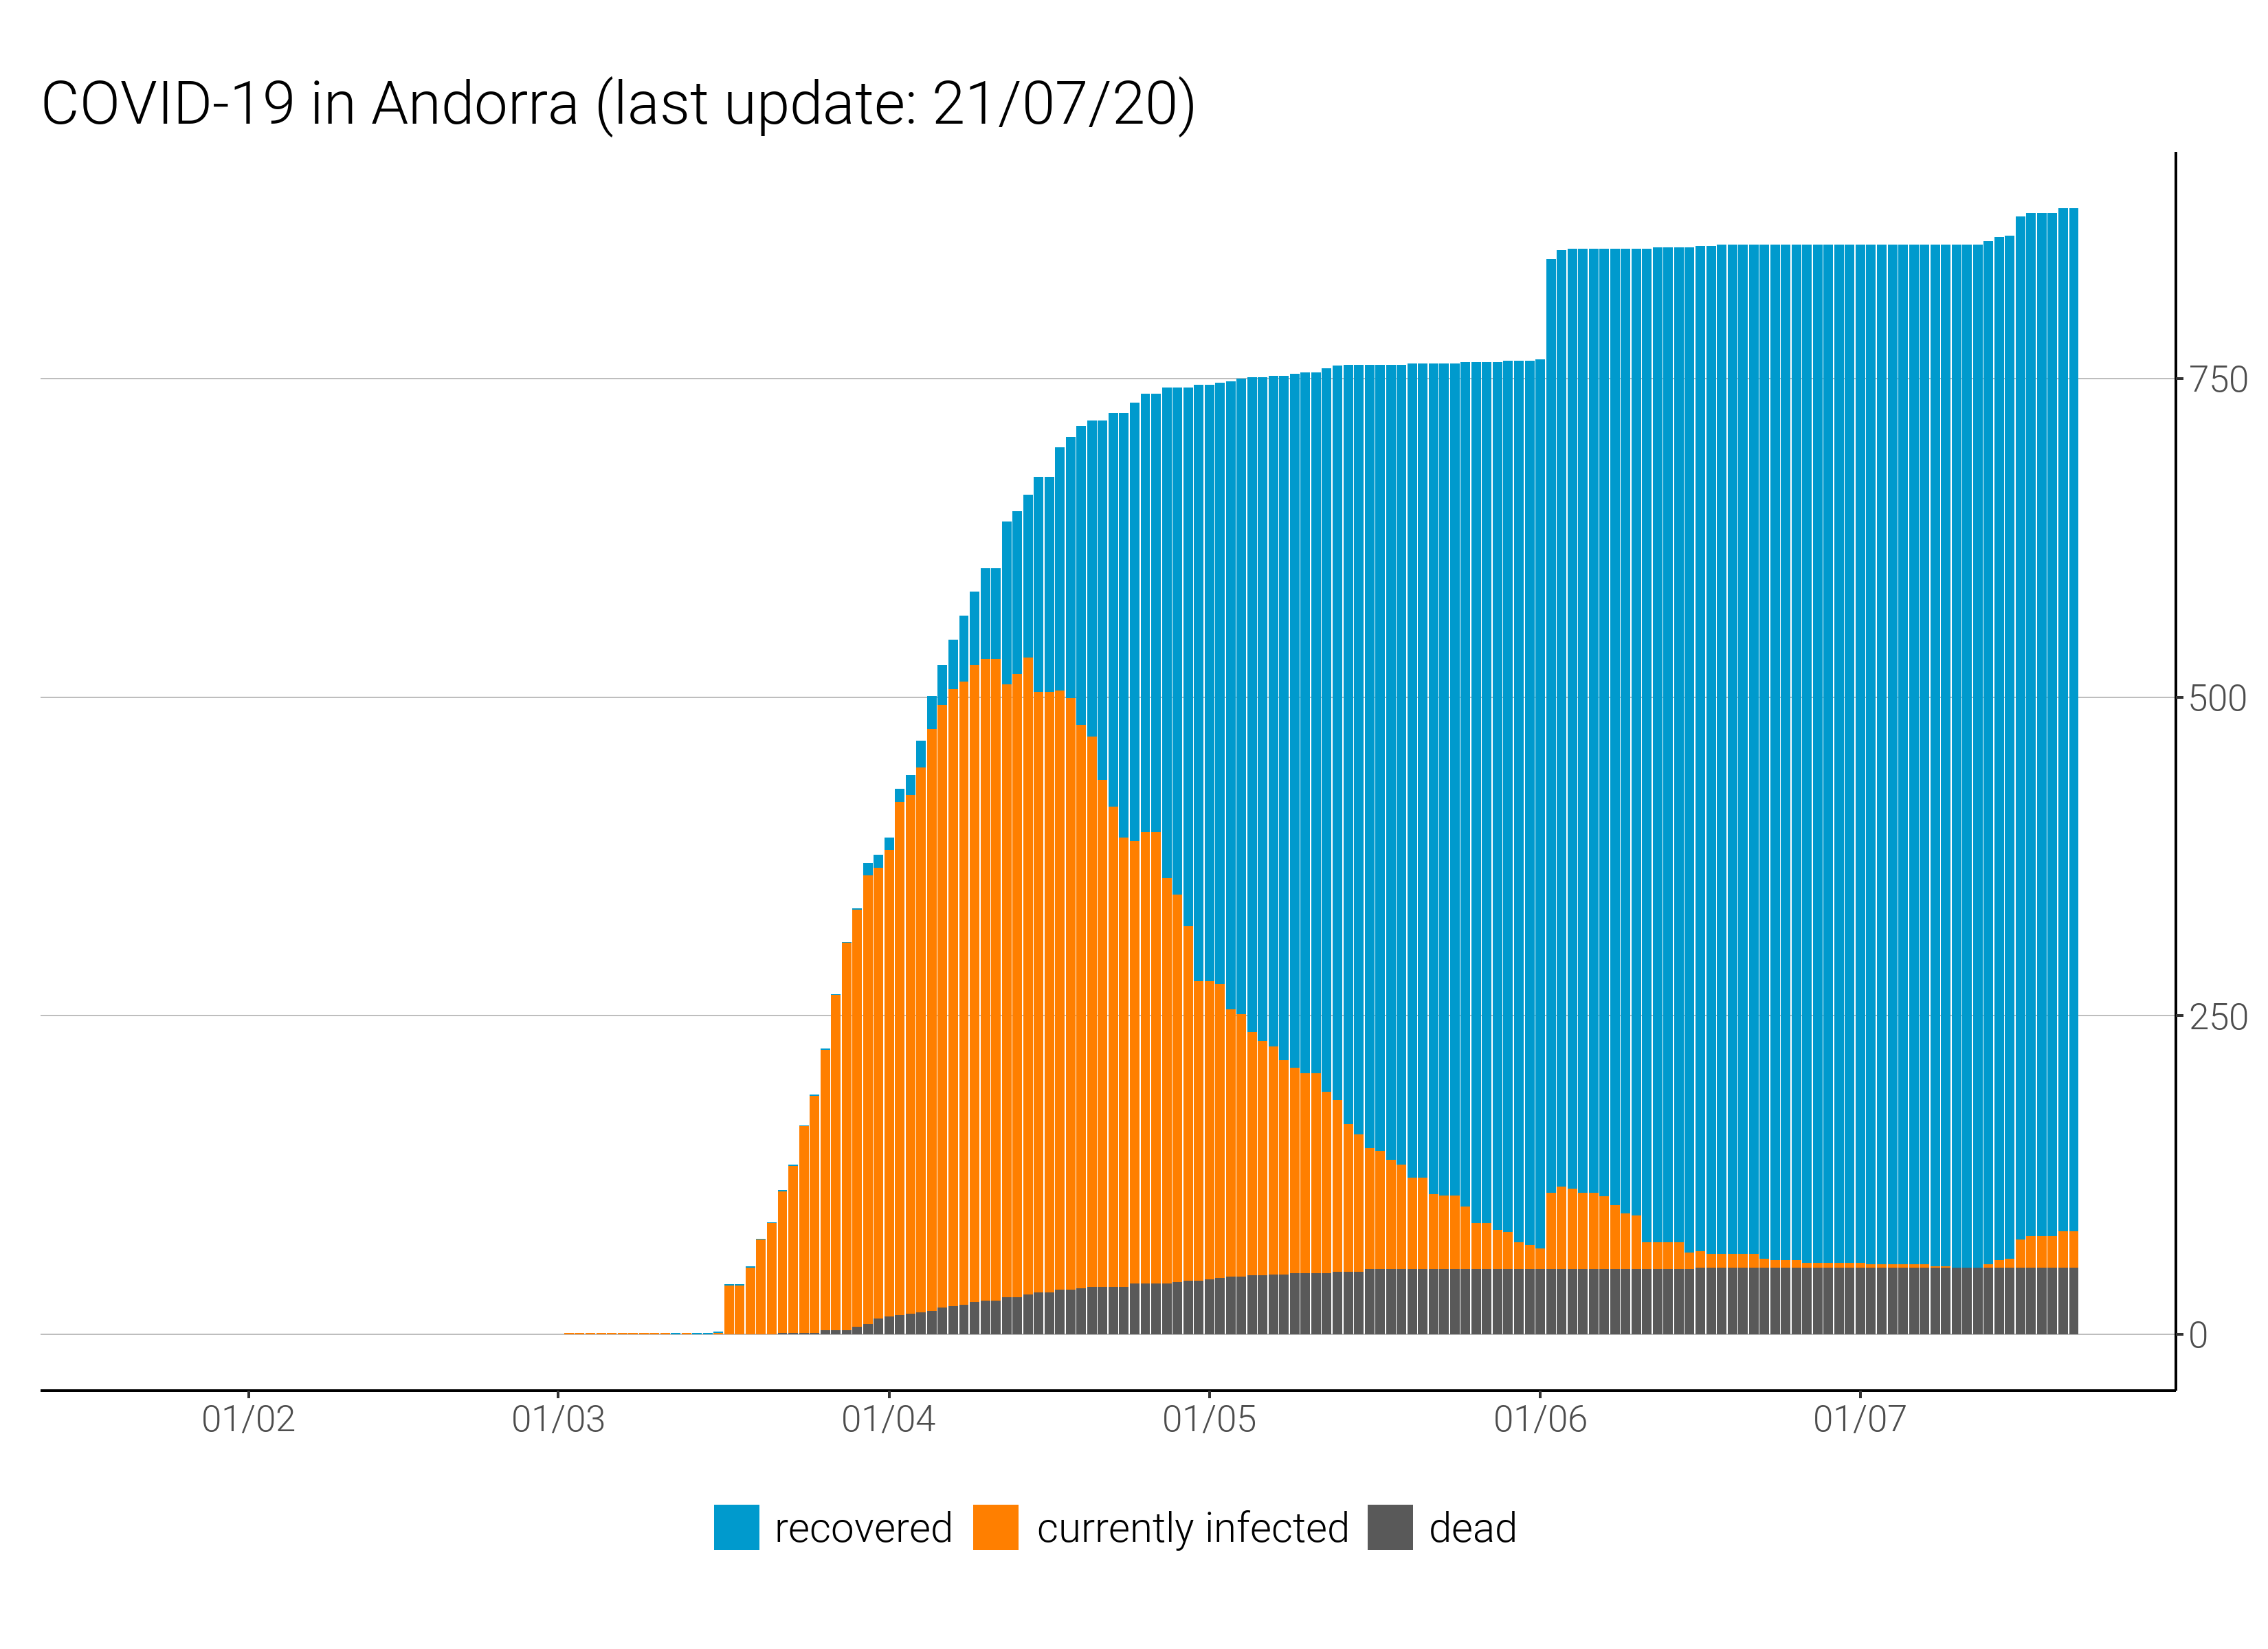 COVID-19 in Andorra (last update: 21/07/20)
750
500
250
0
01/02 01/03 01/04 01/05 01/06 01/07
recovered currently infected dead